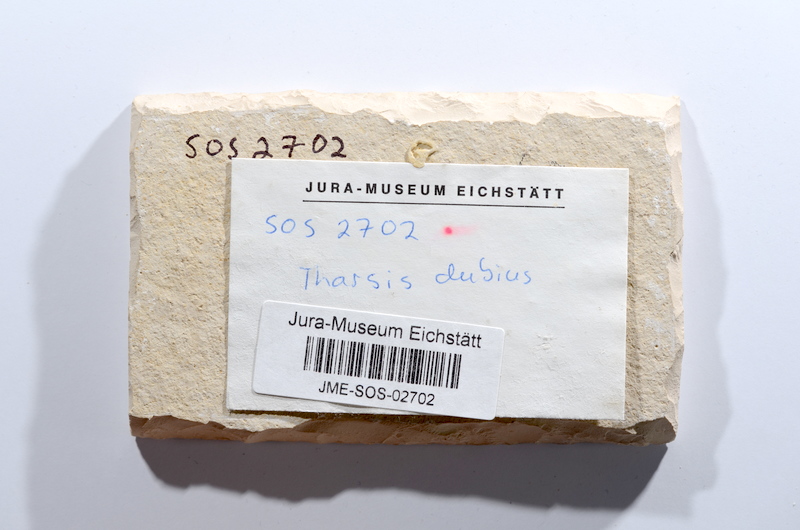 SOS 2702
JURA-MUSEUM EICHSTÄTT
SOS 2702
Tharsis dubius
Jura-Museum Eichstätt
JME-SOS-02702